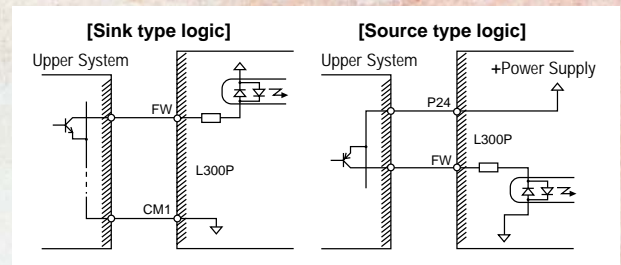 [Sink type logic]
Upper System
FW
L300P
CM1
[Source type logic]
Upper System
+Power Supply
P24
L300P
FW